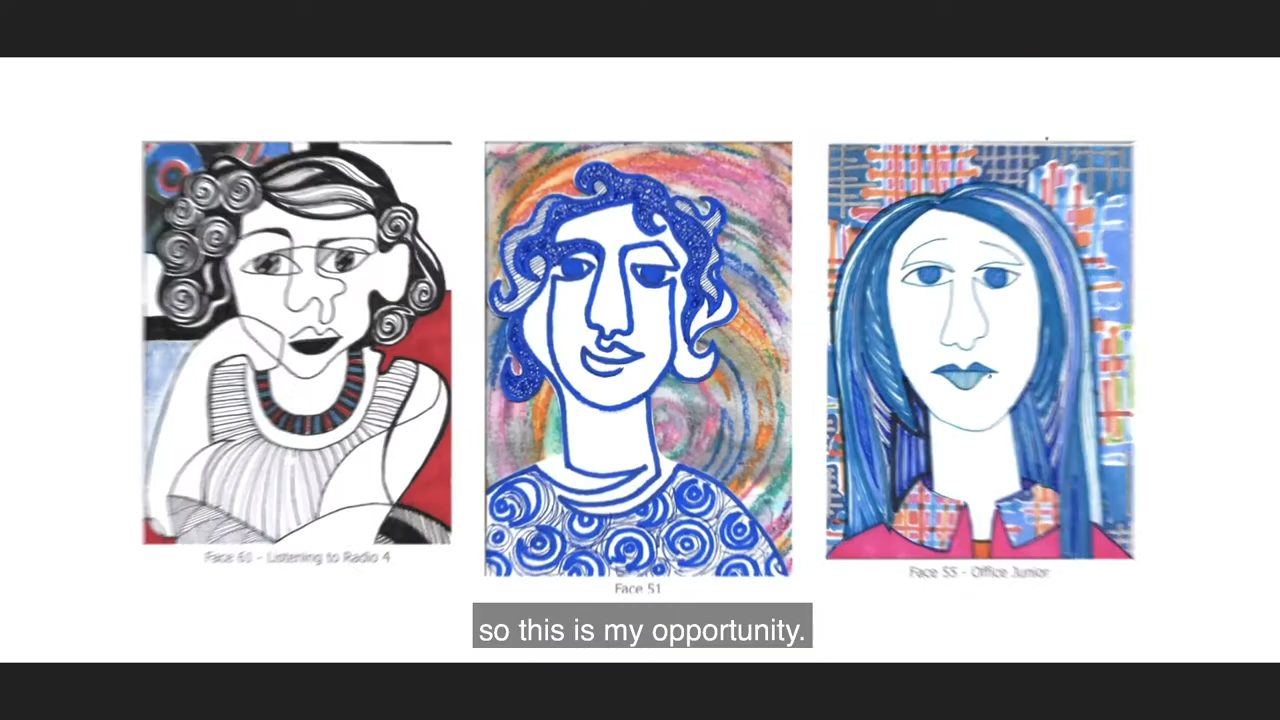 Face 60 - Listening to Radio 4
Face 51
Face 55 - Office Junior
so this is my opportunity.